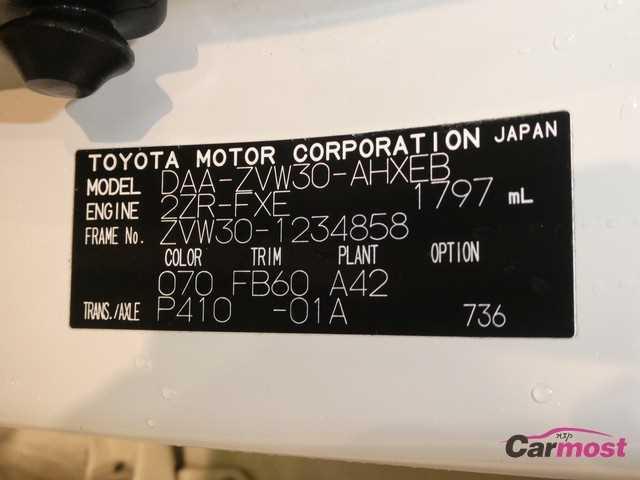 TOYOTA MOTOR CORPORATION JAPAN
MODEL DAA-ZVW30-AHXEB
ENGINE 2ZR-FXE 1797 mL
FRAME No. ZVW30-1234858
COLOR TRIM PLANT OPTION
070 FB60 A42
TRANS./AXLE P410 -01A 736
Carmost